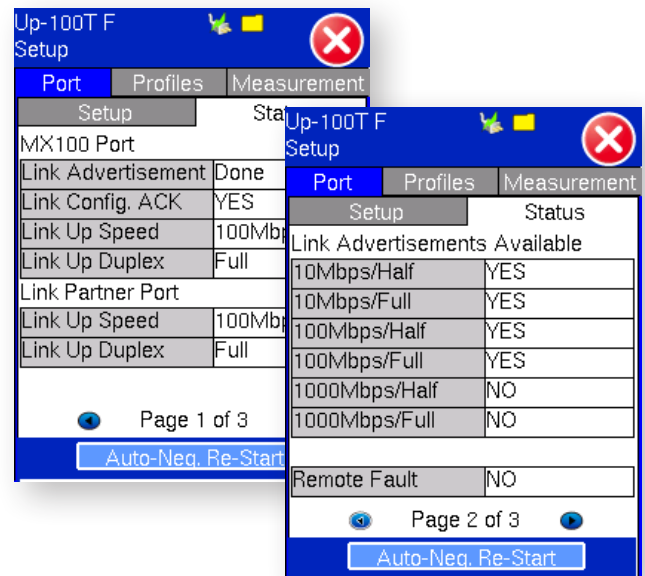 Up-100T F
Setup
Port Profiles Measurement
Setup
MX100 Port
Link Advertisement Done
Link Config. ACK YES
Link Up Speed
Link Up Duplex Full
Link Partner Port
Link Up Speed
Link Up Duplex Full
Page 1 of 3
Auto-Neg. Re-Start
Up-100T F
Setup
Port Profiles Measurement
Setup Status
Link Advertisements Available
10Mbps/Half YES
10Mbps/Full YES
100Mbps/Half YES
100Mbps/Full YES
1000Mbps/Half NO
1000Mbps/Full NO
Remote Fault NO
Page 2 of 3
Auto-Neg. Re-Start